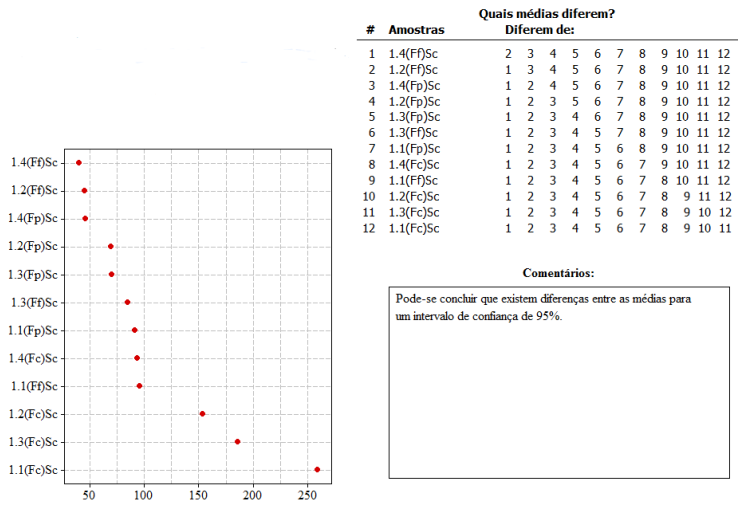 Quais médias diferem?
# Amostras Diferem de:
1 1.4(Ff)Sc 2 3 4 5 6 7 8 9 10 11 12
2 1.2(Ff)Sc 1 3 4 5 6 7 8 9 10 11 12
3 1.4(Fp)Sc 1 2 4 5 6 7 8 9 10 11 12
4 1.2(Fp)Sc 1 2 3 5 6 7 8 9 10 11 12
5 1.3(Fp)Sc 1 2 3 4 6 7 8 9 10 11 12
6 1.3(Ff)Sc 1 2 3 4 5 7 8 9 10 11 12
7 1.1(Fp)Sc 1 2 3 4 5 6 8 9 10 11 12
8 1.4(Fc)Sc 1 2 3 4 5 6 7 9 10 11 12
9 1.1(Ff)Sc 1 2 3 4 5 6 7 8 10 11 12
10 1.2(Fc)Sc 1 2 3 4 5 6 7 8 9 11 12
11 1.3(Fc)Sc 1 2 3 4 5 6 7 8 9 10 12
12 1.1(Fc)Sc 1 2 3 4 5 6 7 8 9 10 11
1.4(Ff)Sc
1.2(Ff)Sc
1.4(Fp)Sc
1.2(Fp)Sc
1.3(Fp)Sc
1.3(Ff)Sc
1.1(Fp)Sc
1.4(Fc)Sc
1.1(Ff)Sc
1.2(Fc)Sc
1.3(Fc)Sc
1.1(Fc)Sc
50 100 150 200 250
Comentários:
Pode-se concluir que existem diferenças entre as médias para
um intervalo de confiança de 95%.